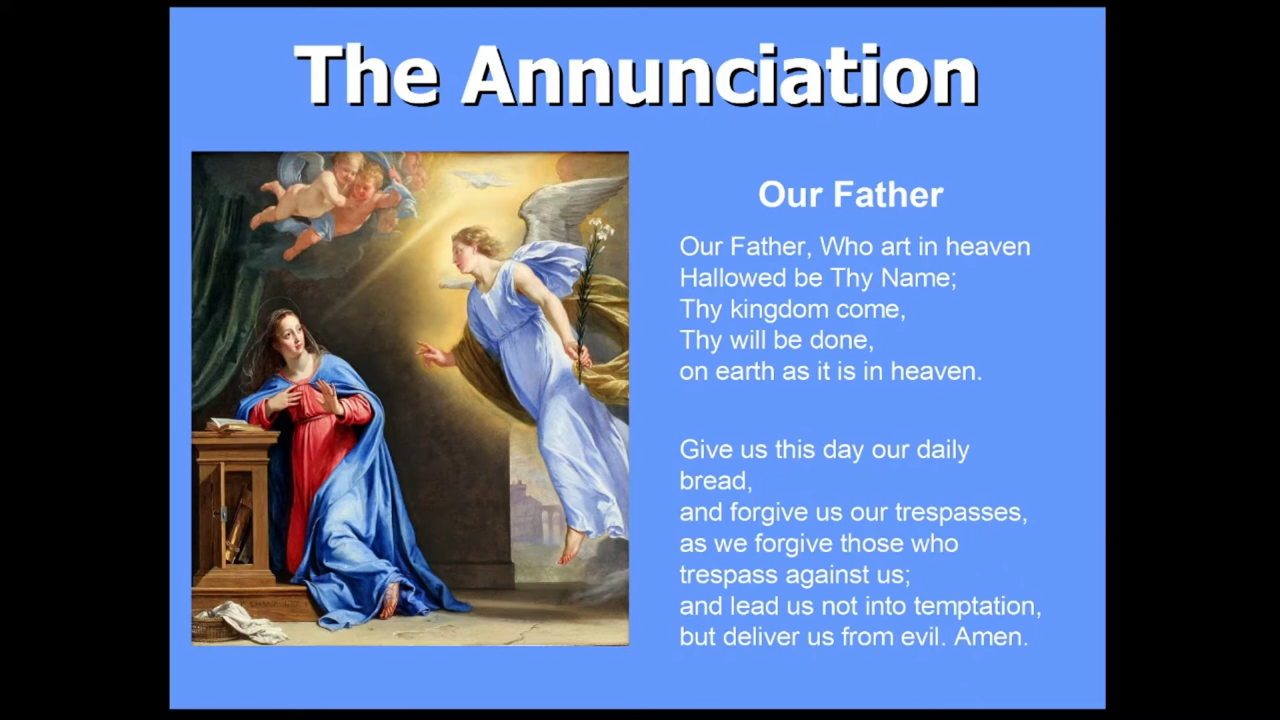 The Annunciation
Our Father
Our Father, Who art in heaven
Hallowed be Thy Name;
Thy kingdom come,
Thy will be done,
on earth as it is in heaven.
Give us this day our daily
bread,
and forgive us our trespasses,
as we forgive those who
trespass against us;
and lead us not into temptation,
but deliver us from evil. Amen.